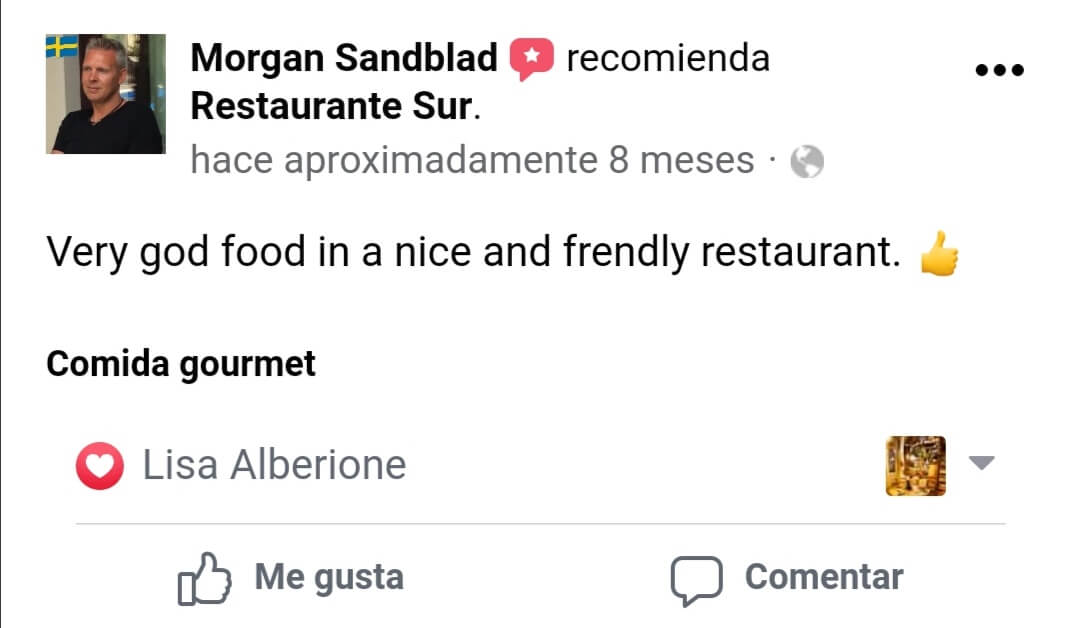 Morgan Sandblad recomienda
Restaurante Sur.
hace aproximadamente 8 meses ·
Very god food in a nice and frendly restaurant. 👍
Comida gourmet
Lisa Alberione
Me gusta
Comentar